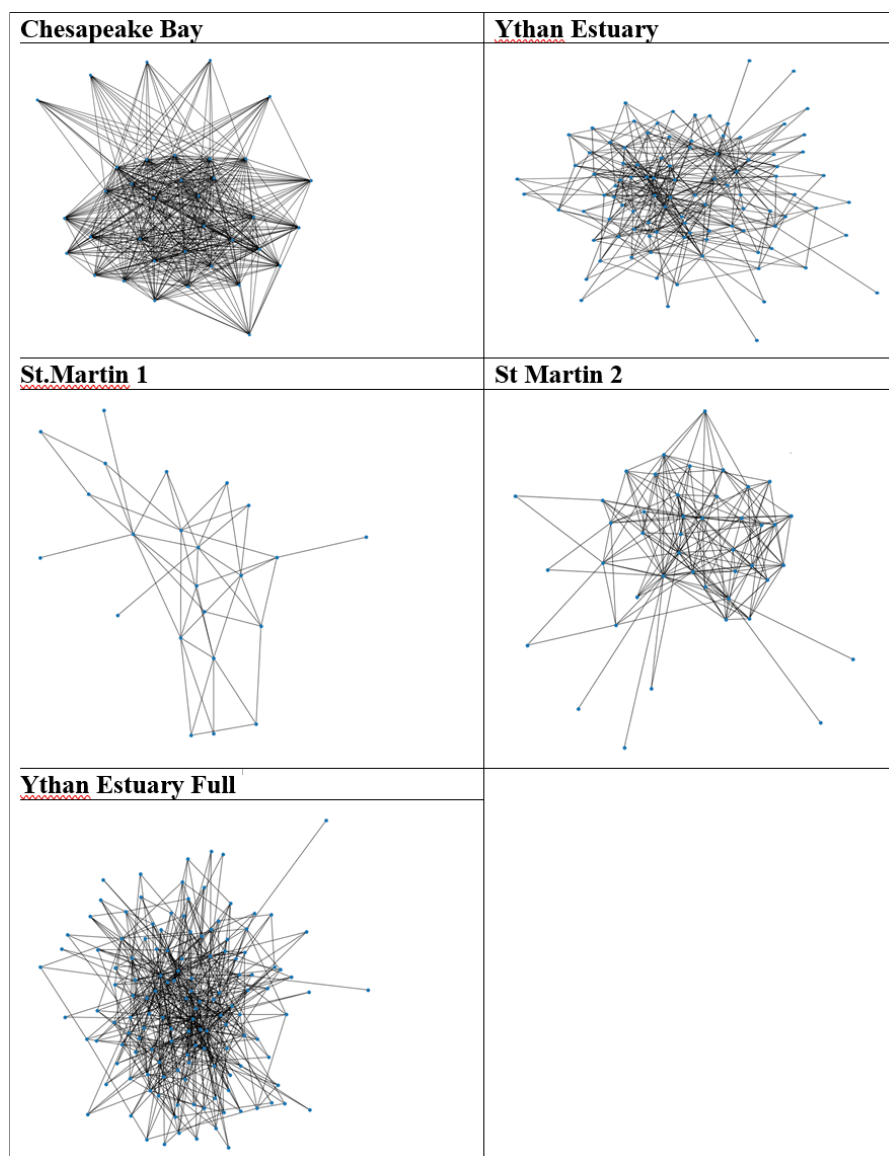 Chesapeake Bay
Ythan Estuary
St.Martin 1
St Martin 2
Ythan Estuary Full